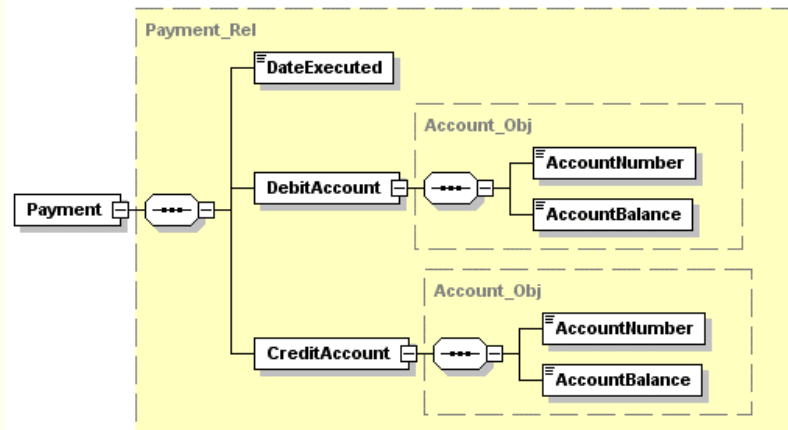 Payment_Rel
DateExecuted
Account_Obj
AccountNumber
DebitAccount
AccountBalance
Payment
Account_Obj
AccountNumber
CreditAccount
AccountBalance